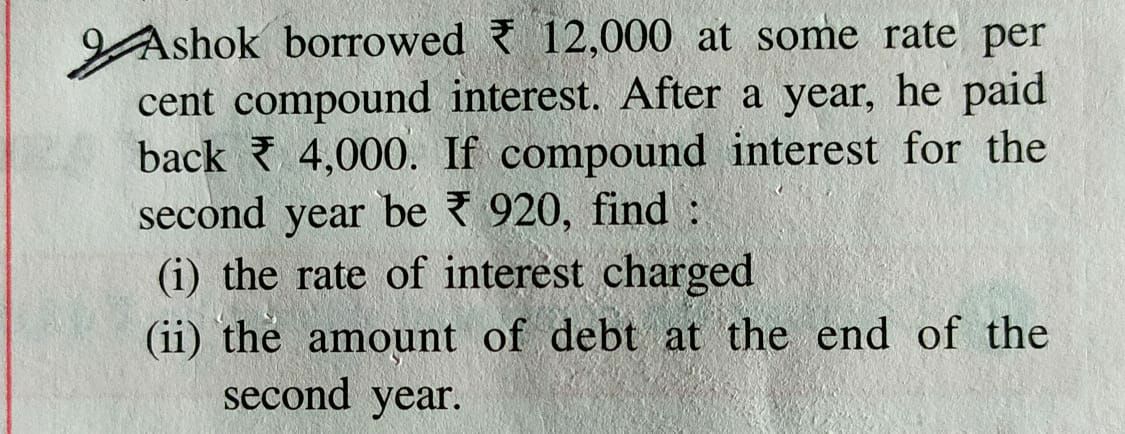 9. Ashok borrowed ₹ 12,000 at some rate per
cent compound interest. After a year, he paid
back ₹ 4,000. If compound interest for the
second year be ₹ 920, find :
(i) the rate of interest charged
(ii) the amount of debt at the end of the
second year.